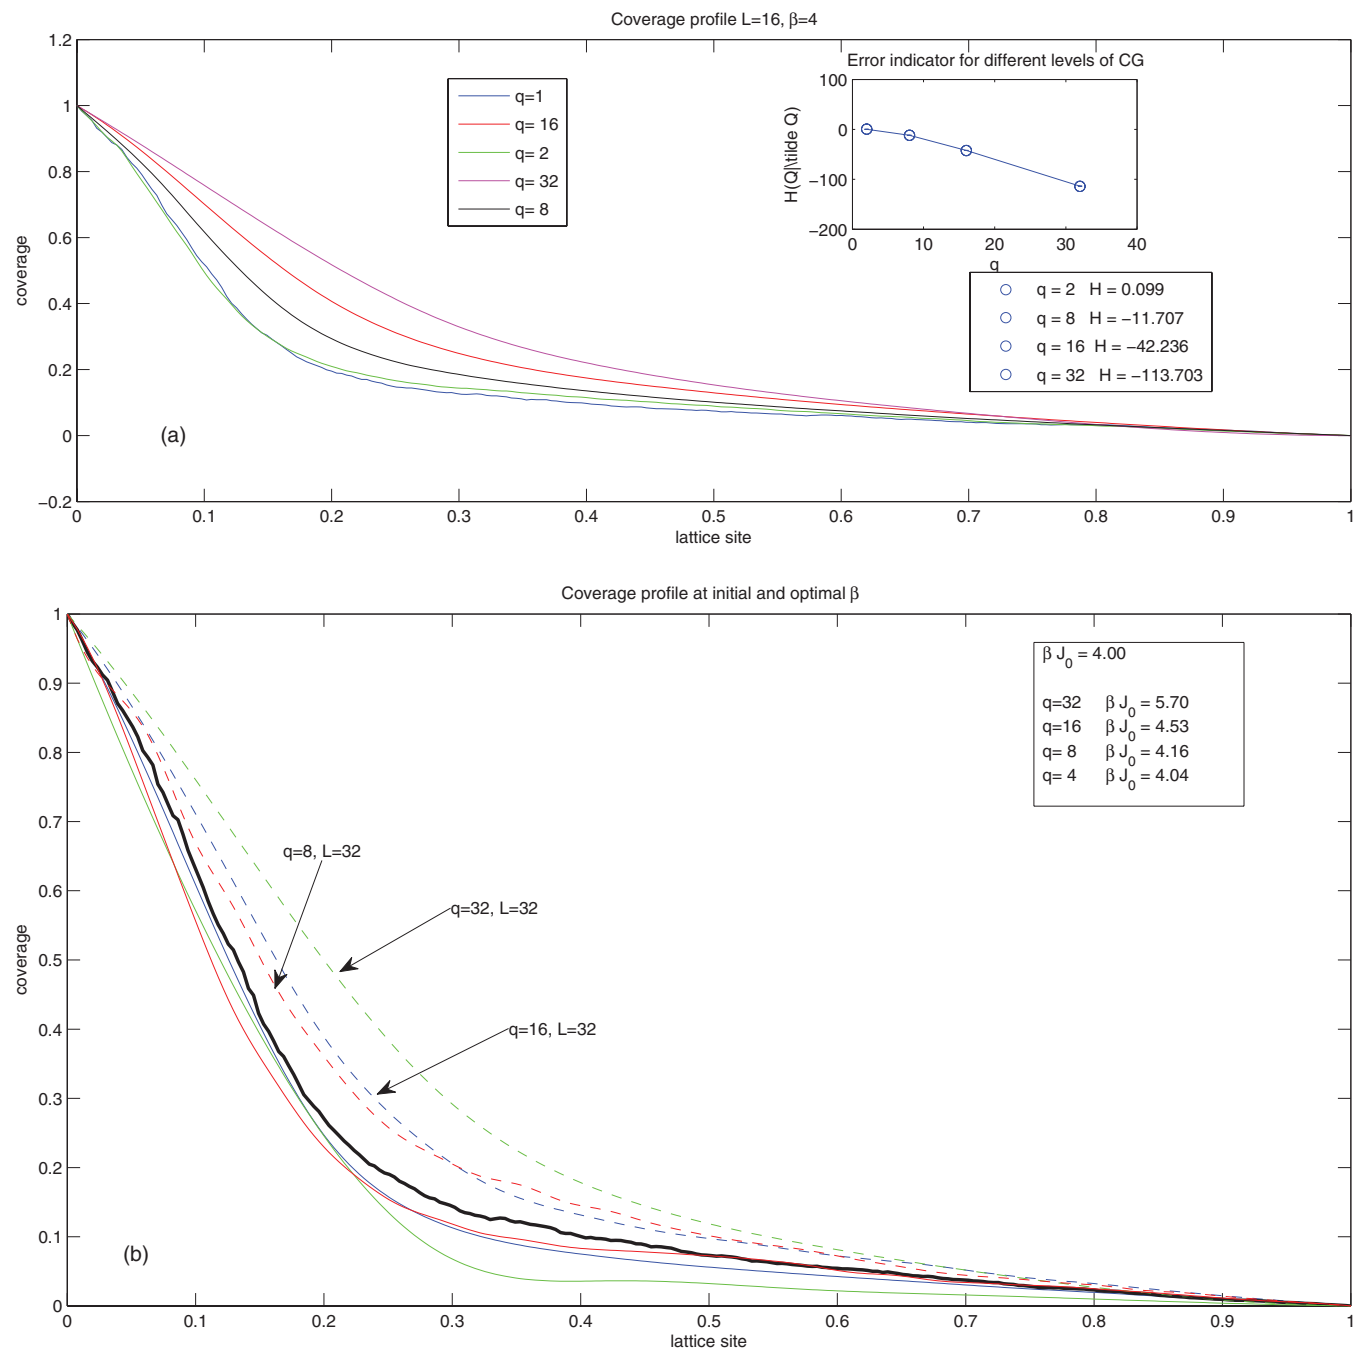 Coverage profile L=16, β=4
1.2
1
0.8
0.6
0.4
0.2
0
−0.2
coverage
0
0.1
0.2
0.3
0.4
0.5
0.6
0.7
0.8
0.9
1
lattice site
(a)
q=1
q= 16
q= 2
q= 32
q= 8
Error indicator for different levels of CG
100
0
−100
−200
H(Q|\tilde Q)
0
10
20
30
40
q
q = 2 H = 0.099
q = 8 H = −11.707
q = 16 H = −42.236
q = 32 H = −113.703
Coverage profile at initial and optimal β
1
0.9
0.8
0.7
0.6
0.5
0.4
0.3
0.2
0.1
0
coverage
0
0.1
0.2
0.3
0.4
0.5
0.6
0.7
0.8
0.9
1
lattice site
(b)
q=8, L=32
q=32, L=32
q=16, L=32
β J0 = 4.00
q=32 β J0 = 5.70
q=16 β J0 = 4.53
q= 8 β J0 = 4.16
q= 4 β J0 = 4.04